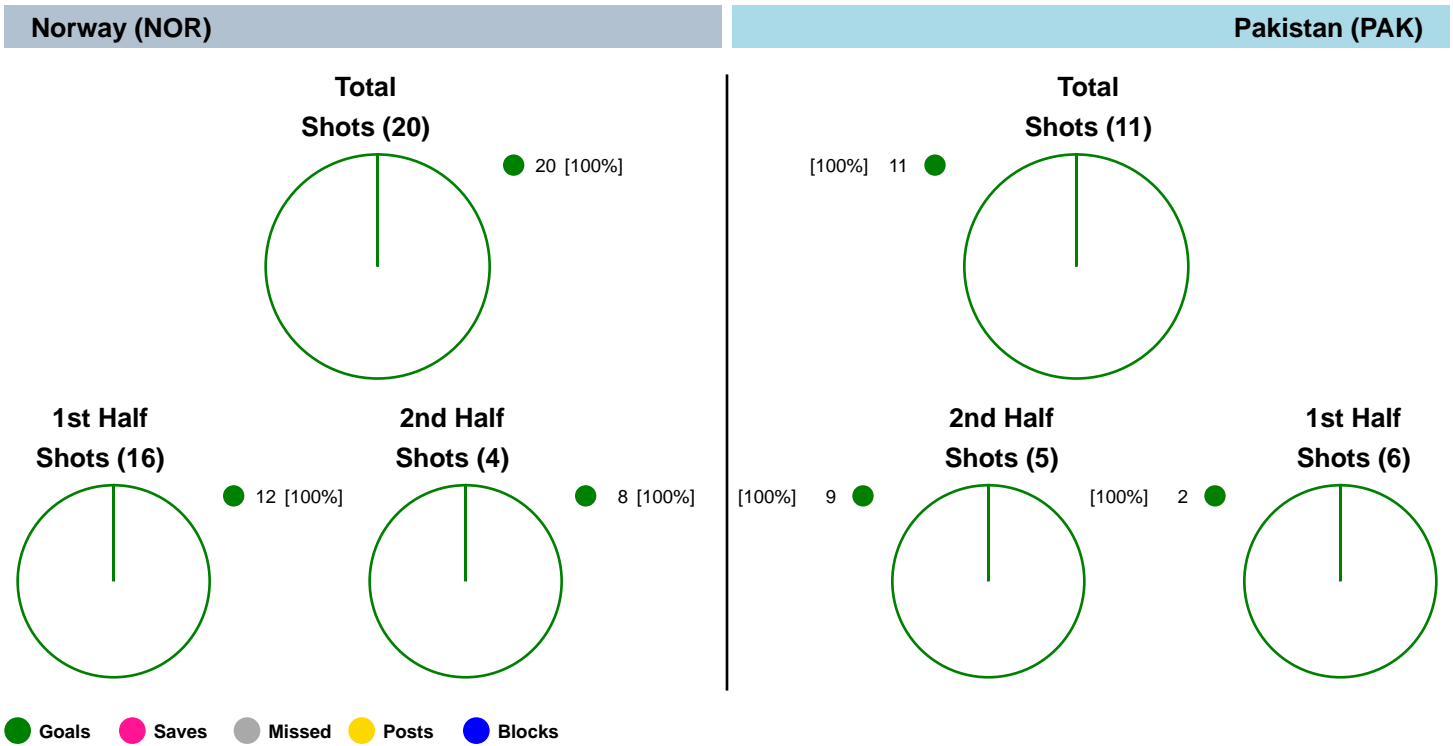 Norway (NOR)
Pakistan (PAK)
Total
Shots (20)
20 [100%]
Total
Shots (11)
[100%] 11
1st Half
Shots (16)
12 [100%]
2nd Half
Shots (4)
8 [100%]
2nd Half
Shots (5)
[100%] 9
1st Half
Shots (6)
[100%] 2
Goals Saves Missed Posts Blocks